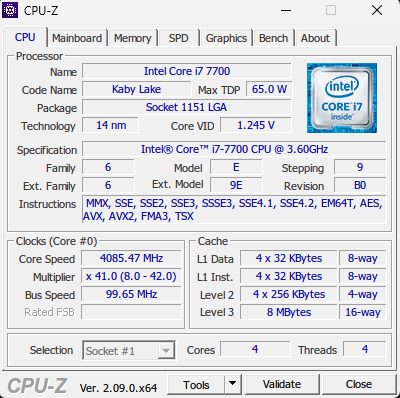 CPU-Z
CPU Mainboard Memory SPD Graphics Bench About
Processor
Name Intel Core i7 7700
Code Name Kaby Lake Max TDP 65.0 W
Package Socket 1151 LGA
Technology 14 nm Core VID 1.245 V
intel
CORE i7
inside™
Specification Intel® Core™ i7-7700 CPU @ 3.60GHz
Family 6 Model E Stepping 9
Ext. Family 6 Ext. Model 9E Revision B0
Instructions MMX, SSE, SSE2, SSE3, SSSE3, SSE4.1, SSE4.2, EM64T, AES,
AVX, AVX2, FMA3, TSX
Clocks (Core #0)
Core Speed 4085.47 MHz
Multiplier x 41.0 (8.0 - 42.0)
Bus Speed 99.65 MHz
Rated FSB
Cache
L1 Data 4 x 32 KBytes 8-way
L1 Inst. 4 x 32 KBytes 8-way
Level 2 4 x 256 KBytes 4-way
Level 3 8 MBytes 16-way
Selection Socket #1 Cores 4 Threads 4
CPU-Z Ver. 2.09.0.x64 Tools Validate Close